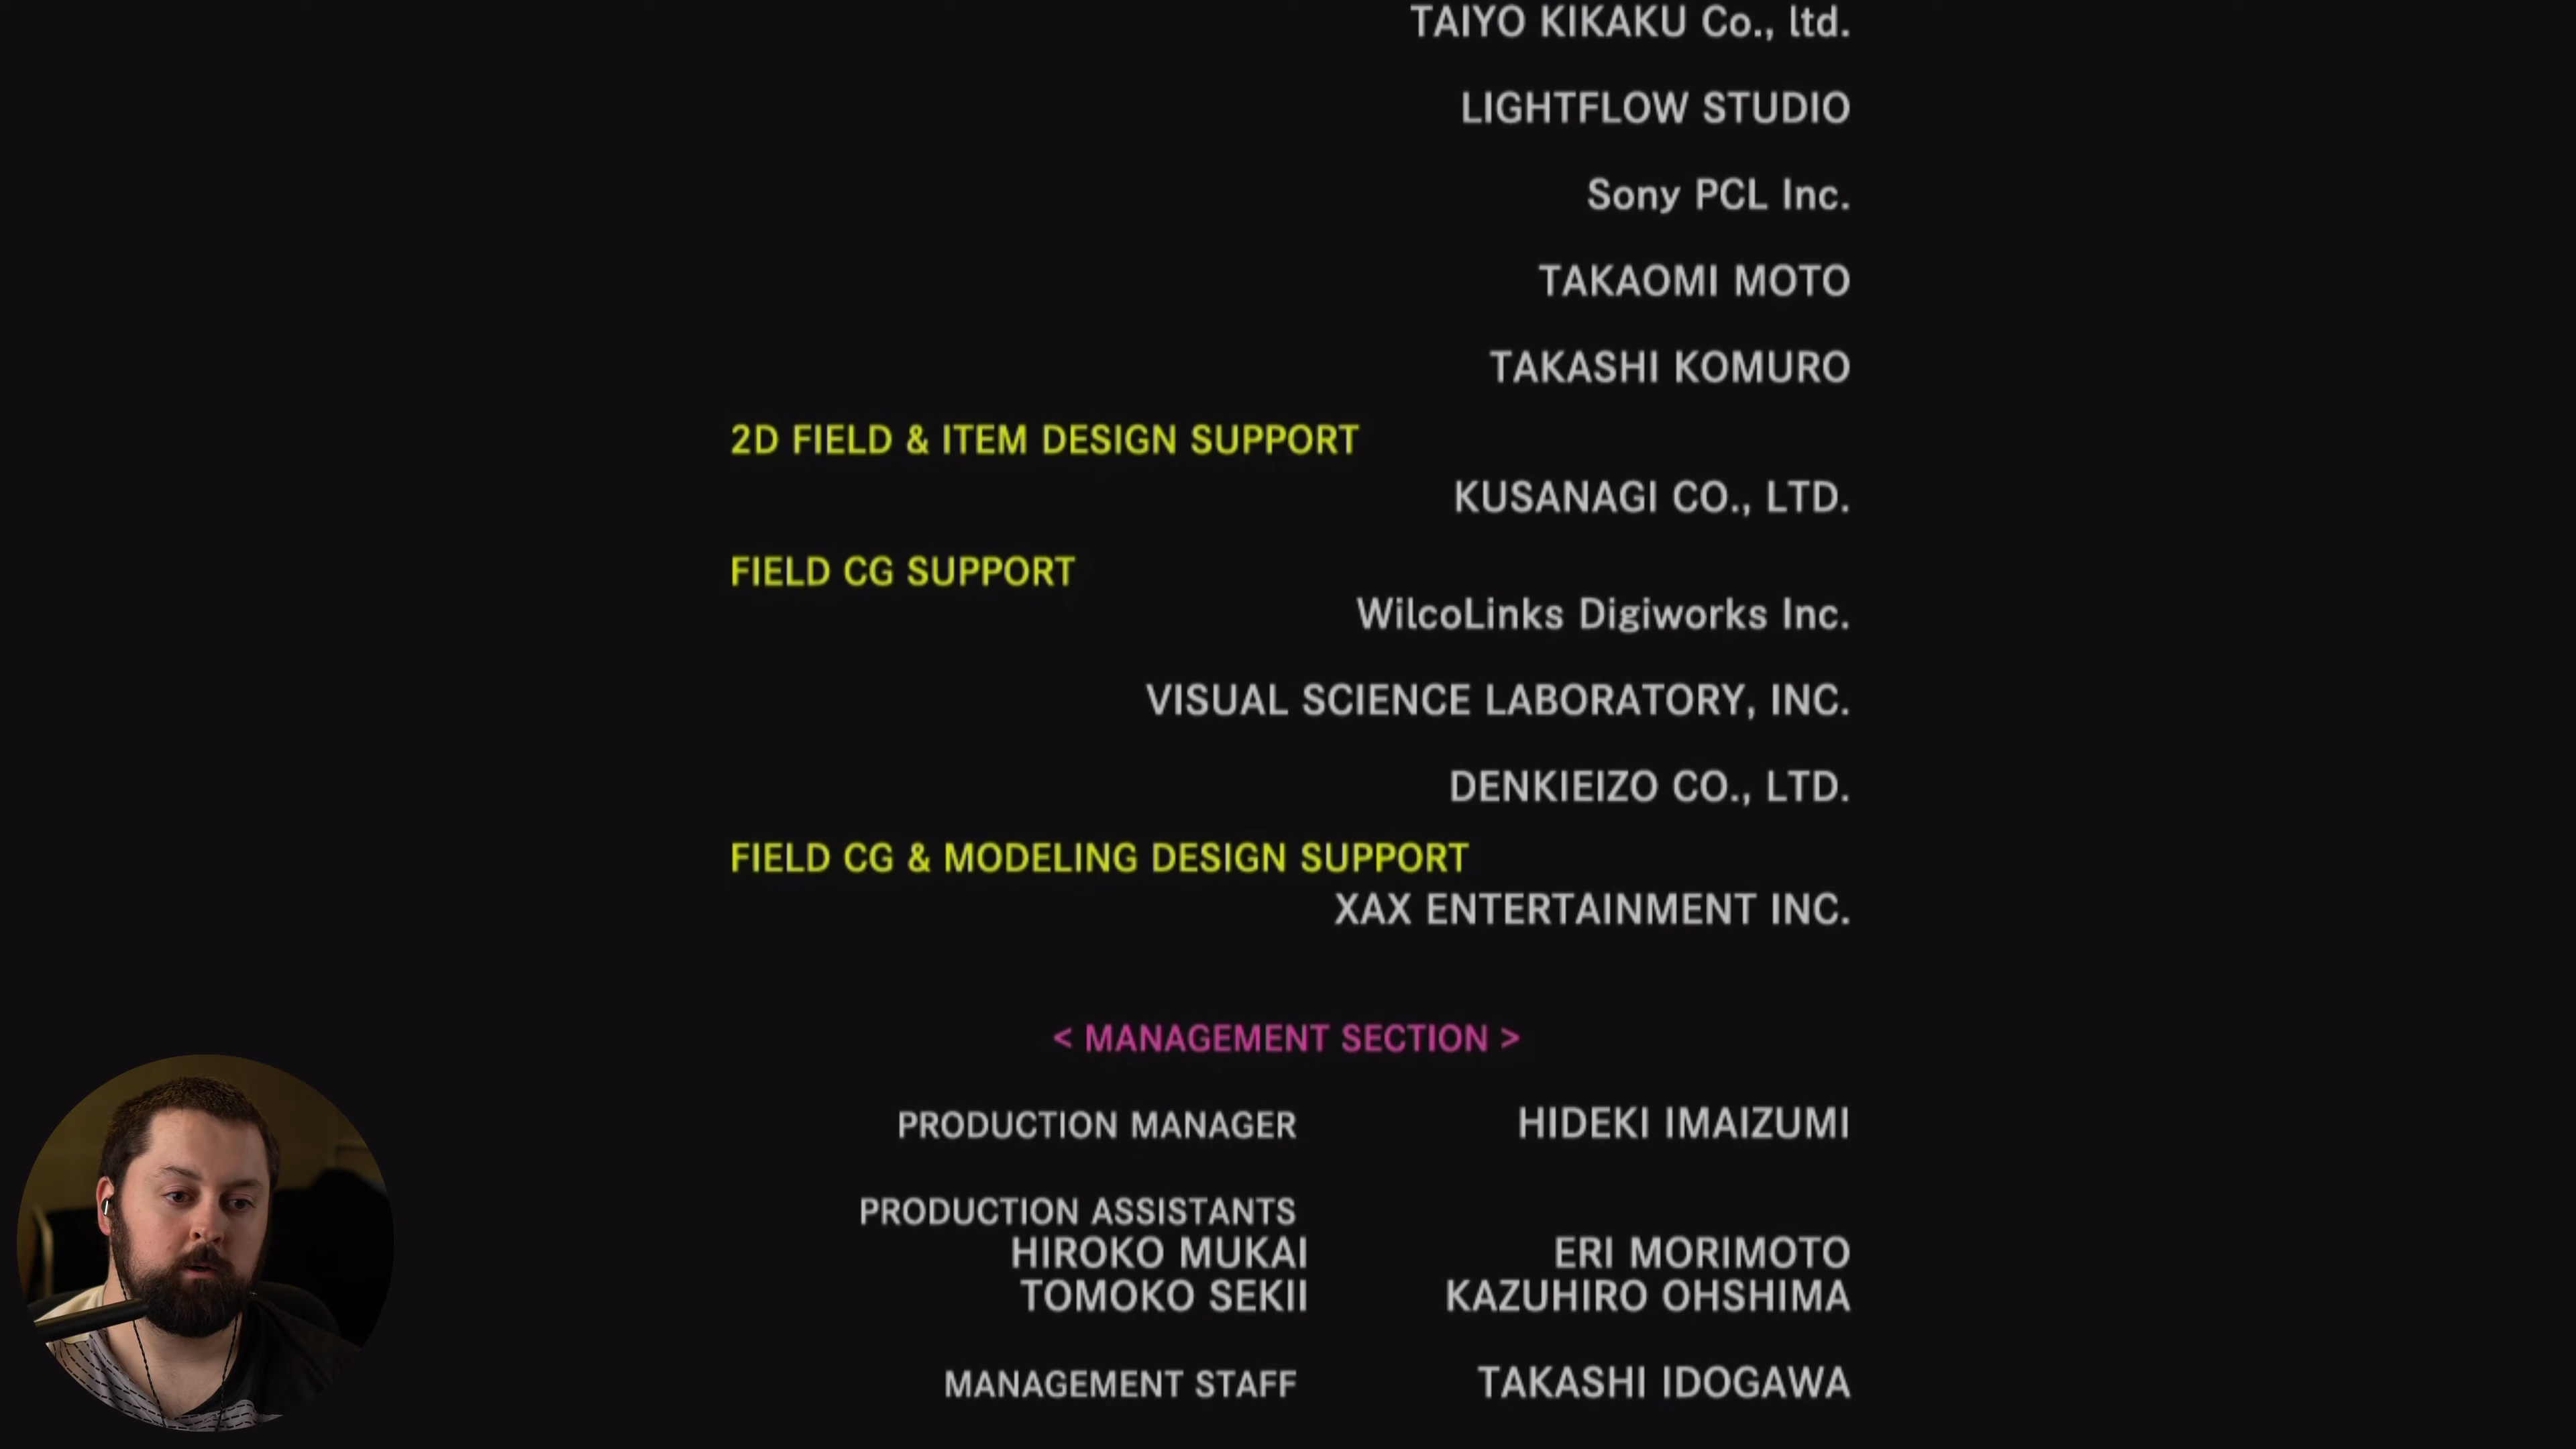 TAIYO KIKAKU Co., ltd.
LIGHTFLOW STUDIO
Sony PCL Inc.
TAKAOMI MOTO
TAKASHI KOMURO
2D FIELD & ITEM DESIGN SUPPORT
KUSANAGI CO., LTD.
FIELD CG SUPPORT
WilcoLinks Digiworks Inc.
VISUAL SCIENCE LABORATORY, INC.
DENKIEIZO CO., LTD.
FIELD CG & MODELING DESIGN SUPPORT
XAX ENTERTAINMENT INC.
< MANAGEMENT SECTION >
PRODUCTION MANAGER HIDEKI IMAIZUMI
PRODUCTION ASSISTANTS
HIROKO MUKAI ERI MORIMOTO
TOMOKO SEKII KAZUHIRO OHSHIMA
MANAGEMENT STAFF TAKASHI IDOGAWA